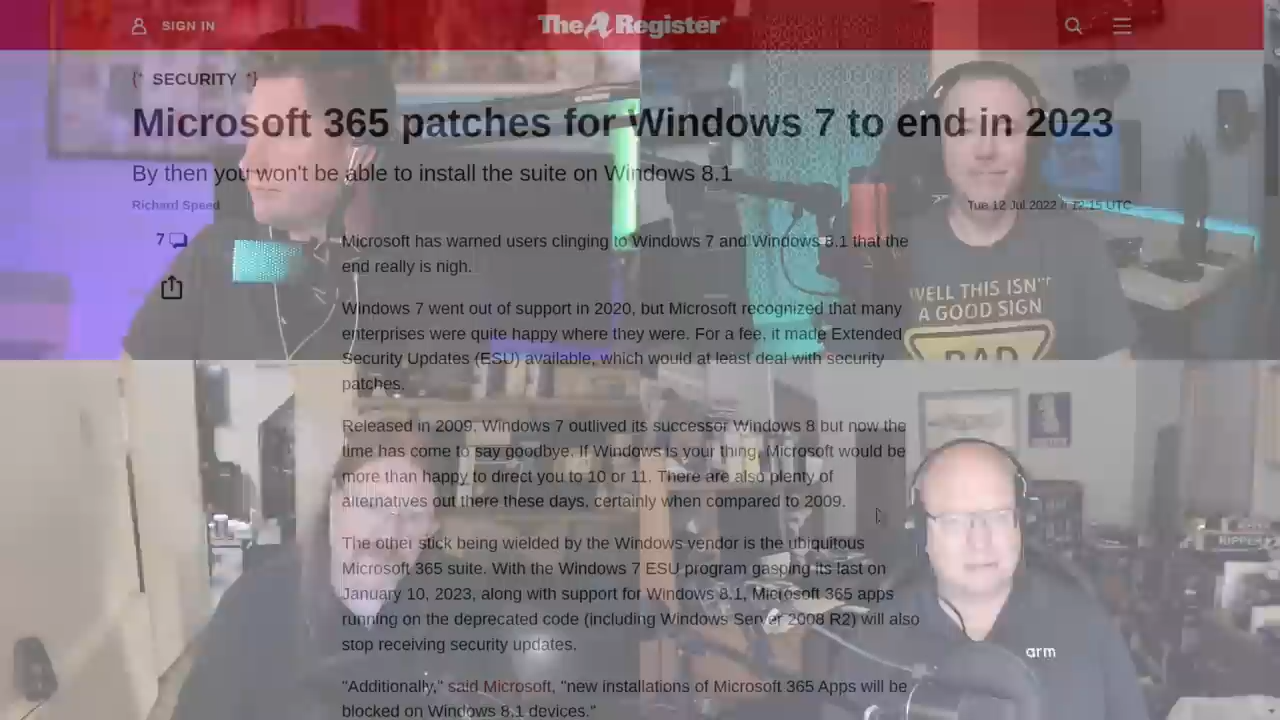 SIGN IN
The Register
{* SECURITY *}
Microsoft 365 patches for Windows 7 to end in 2023
By then you won't be able to install the suite on Windows 8.1
Richard Speed
Tue 12 Jul 2022 // 12:15 UTC
7
Microsoft has warned users clinging to Windows 7 and Windows 8.1 that the
end really is nigh.
Windows 7 went out of support in 2020, but Microsoft recognized that many
enterprises were quite happy where they were. For a fee, it made Extended
Security Updates (ESU) available, which would at least deal with security
patches.
Released in 2009, Windows 7 outlived its successor Windows 8 but now the
time has come to say goodbye. If Windows is your thing, Microsoft would be
more than happy to direct you to 10 or 11. There are also plenty of
alternatives out there these days, certainly when compared to 2009.
The other stick being wielded by the Windows vendor is the ubiquitous
Microsoft 365 suite. With the Windows 7 ESU program gasping its last on
January 10, 2023, along with support for Windows 8.1, Microsoft 365 apps
running on the deprecated code (including Windows Server 2008 R2) will also
stop receiving security updates.
"Additionally," said Microsoft, "new installations of Microsoft 365 Apps will be
blocked on Windows 8.1 devices."
WELL THIS ISN'T
A GOOD SIGN
BAD
arm
RIPPER